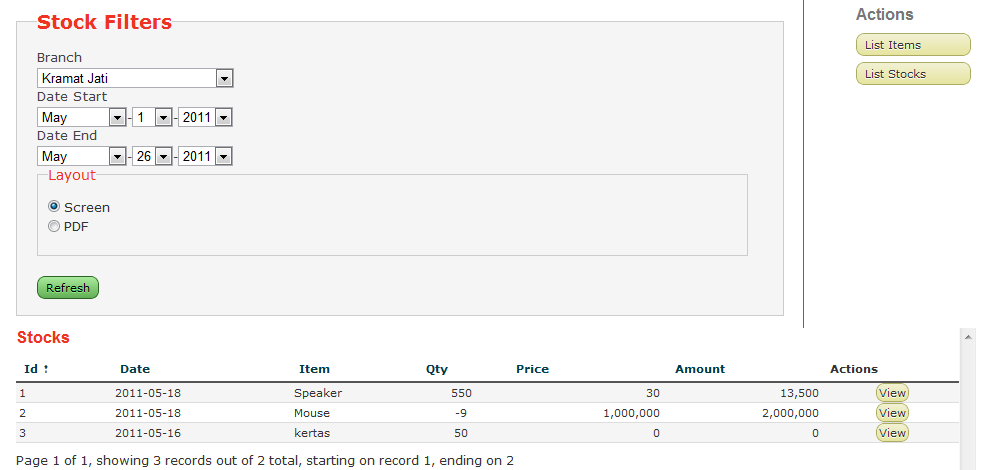 Stock Filters
Branch
Kramat Jati
Date Start
May - 1 - 2011
Date End
May - 26 - 2011
Layout
Screen
PDF
Refresh
Actions
List Items
List Stocks
Stocks
Id ↑ Date Item Qty Price Amount Actions
1 2011-05-18 Speaker 550 30 13,500 View
2 2011-05-18 Mouse -9 1,000,000 2,000,000 View
3 2011-05-16 kertas 50 0 0 View
Page 1 of 1, showing 3 records out of 2 total, starting on record 1, ending on 2